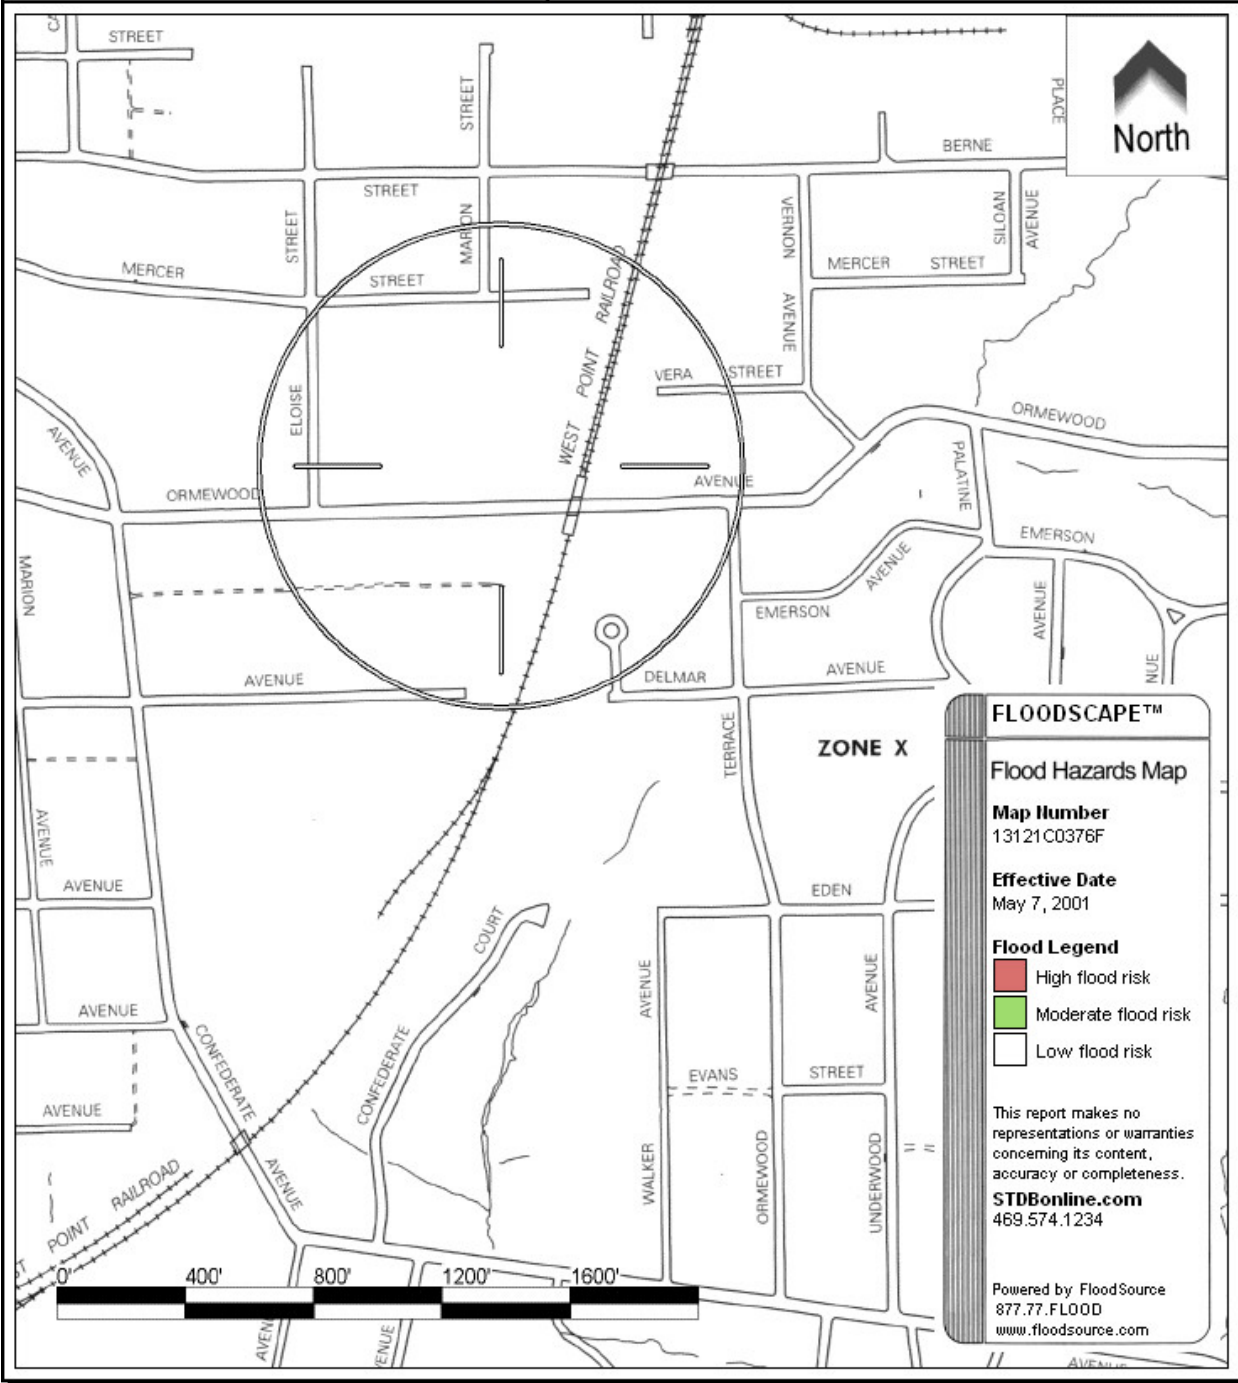 CA
STREET
STREET
PLACE
North
BERNE
STREET
STREET
MARION
VERNON
SILOAN
AVENUE
MERCER
STREET
MERCER STREET
WEST POINT RAILROAD
AVENUE
VERA STREET
ELOISE
AVENUE
ORMEWOOD
ORMEWOOD
AVENUE
PALATINE
EMERSON
AVENUE
MARION
EMERSON
AVENUE
AVENUE
AVENUE
DELMAR
NUE
TERRACE
ZONE X
AVENUE
AVENUE
EDEN
COURT
AVENUE
AVENUE
AVENUE
CONFEDERATE
CONFEDERATE
EVANS
STREET
AVENUE
AVENUE
WALKER
ORMEWOOD
UNDERWOOD
ST POINT RAILROAD
0' 400' 800' 1200' 1600'
AVEN
VENUE
FLOODSCAPE™
Flood Hazards Map
Map Number
13121C0376F
Effective Date
May 7, 2001
Flood Legend
High flood risk
Moderate flood risk
Low flood risk
This report makes no
representations or warranties
concerning its content,
accuracy or completeness.
STDBonline.com
469.574.1234
Powered by FloodSource
877.77.FLOOD
www.floodsource.com
AVENUE